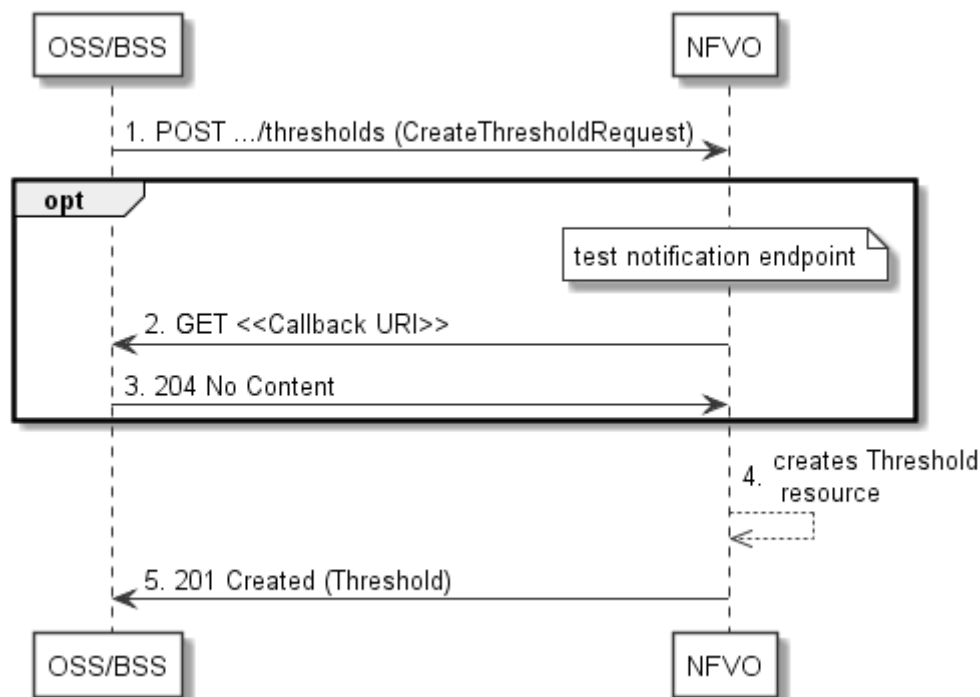 OSS/BSS
NFVO
1. POST .../thresholds (CreateThresholdRequest)
opt
test notification endpoint
2. GET <<Callback URI>>
3. 204 No Content
4. creates Threshold
resource
5. 201 Created (Threshold)
OSS/BSS
NFVO